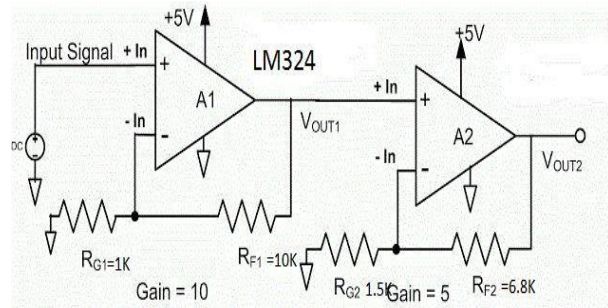 +5V
Input Signal
+ In
LM324
+
A1
- In
-
V_OUT1
DC
+
-
R_G1=1K
R_F1 =10K
Gain = 10
+5V
+ In
+
A2
- In
-
V_OUT2
R_G2 1.5K
Gain = 5
R_F2 =6.8K